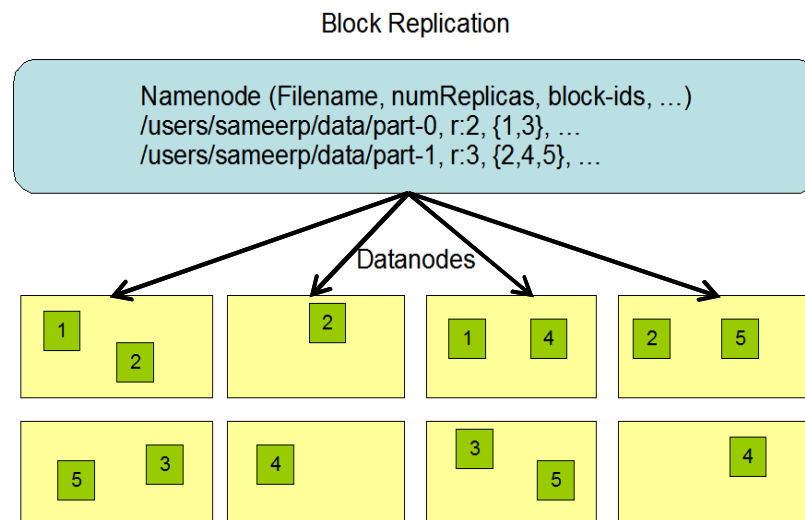 Block Replication
Namenode (Filename, numReplicas, block-ids, …)
/users/sameerp/data/part-0, r:2, {1,3}, …
/users/sameerp/data/part-1, r:3, {2,4,5}, …
Datanodes
1
2
2
1
4
2
5
5
3
4
3
5
4